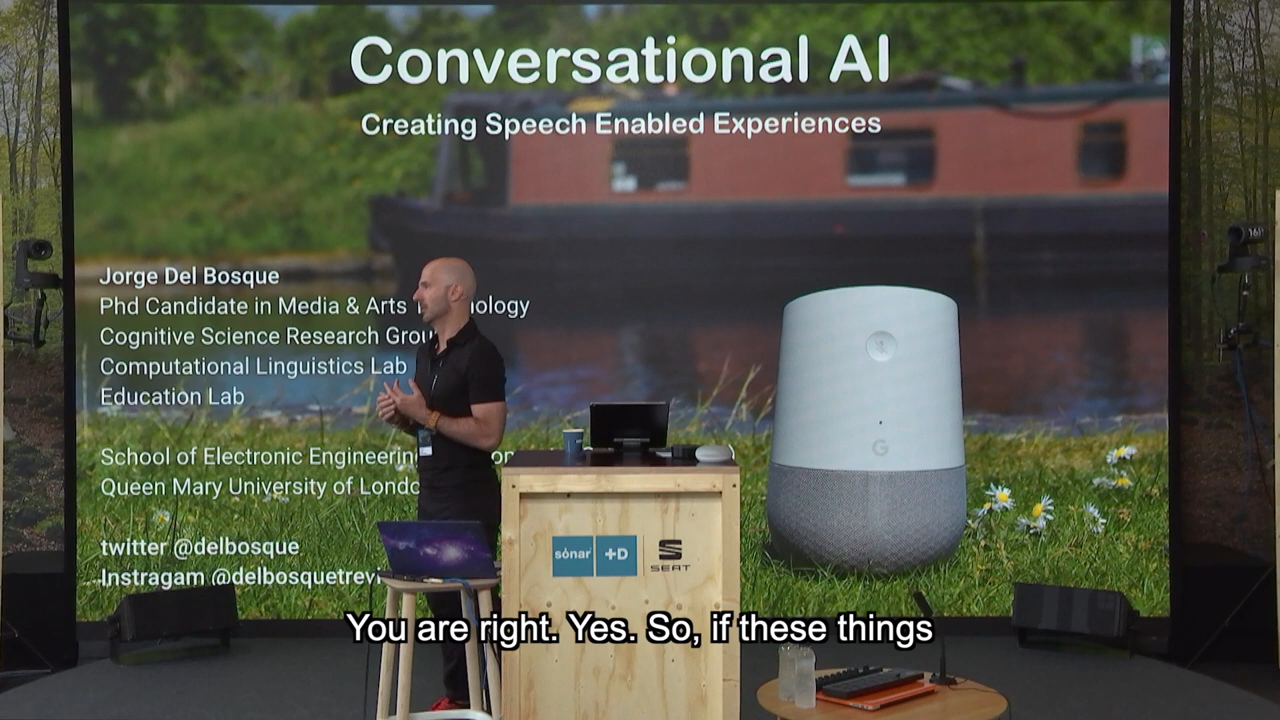 Conversational AI
Creating Speech Enabled Experiences
Jorge Del Bosque
Phd Candidate in Media & Arts
Cognitive Science Research
Computational Linguistics Lab
Education Lab
School of Electronic
Queen Mary University of
twitter @delbosque
Instragam
G
sónar +D
SEAT
You are right. Yes. So, if these things